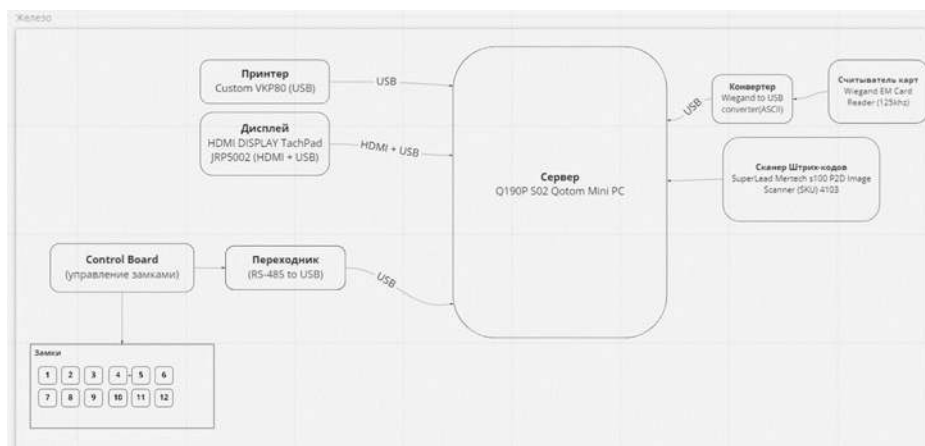 Железо
Принтер
Custom VKP80 (USB)
USB
Дисплей
HDMI DISPLAY TachPad
JRP5002 (HDMI + USB)
HDMI + USB
Сервер
Q190P S02 Qotom Mini PC
USB
Конвертер
Wiegand to USB
converter(ASCII)
Считыватель карт
Wiegand EM Card
Reader (125khz)
Сканер Штрих-кодов
SuperLead Mertech s100 P2D Image
Scanner (SKU) 4103
Control Board
(управление замками)
Переходник
(RS-485 to USB)
USB
Замки
1 2 3 4 5 6
7 8 9 10 11 12